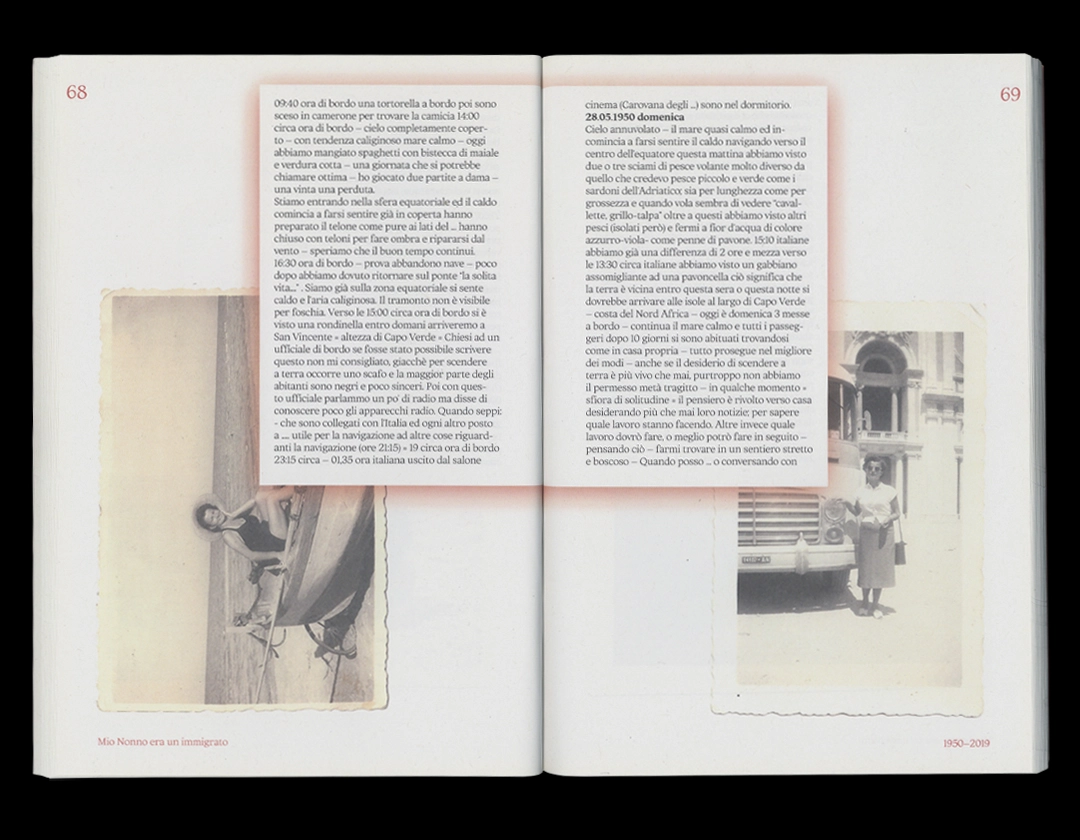 68
09:40 ora di bordo una tortorella a bordo poi sono
sceso in camerone per trovare la camicia 14:00
circa ora di bordo – cielo completamente coper-
to – con tendenza caliginoso mare calmo – oggi
abbiamo mangiato spaghetti con bistecca di maiale
e verdura cotta – una giornata che si potrebbe
chiamare ottima – ho giocato due partite a dama –
una vinta una perduta.
Stiamo entrando nella sfera equatoriale ed il caldo
comincia a farsi sentire già in coperta hanno
preparato il telone come pure ai lati del ... hanno
chiuso con teloni per fare ombra e ripararsi dal
vento – speriamo che il buon tempo continui.
16:30 ora di bordo – prova abbandono nave – poco
dopo abbiamo dovuto ritornare sul ponte "la solita
vita...” . Siamo già sulla zona equatoriale si sente
caldo e l'aria caliginosa. Il tramonto non è visibile
per foschia. Verso le 15:00 circa ora di bordo si è
visto una rondinella entro domani arriveremo a
San Vincente « altezza di Capo Verde » Chiesi ad un
ufficiale di bordo se fosse stato possibile scrivere
questo non mi consigliato, giacchè per scendere
a terra occorre uno scafo e la maggior parte degli
abitanti sono negri e poco sinceri. Poi con ques-
to ufficiale parlammo un po' di radio ma disse di
conoscere poco gli apparecchi radio. Quando seppi:
- che sono collegati con l'Italia ed ogni altro posto
a .... utile per la navigazione ad altre cose riguard-
anti la navigazione (ore 21:15) » 19 circa ora di bordo
23:15 circa – 01,35 ora italiana uscito dal salone
Mio Nonno era un immigrato
69
cinema (Carovana degli ...) sono nel dormitorio.
28.05.1950 domenica
Cielo annuvolato – il mare quasi calmo ed in-
comincia a farsi sentire il caldo navigando verso il
centro dell'equatore questa mattina abbiamo visto
due o tre sciami di pesce volante molto diverso da
quello che credevo pesce piccolo e verde come i
sardoni dell'Adriatico: sia per lunghezza come per
grossezza e quando vola sembra di vedere "caval-
lette, grillo-talpa" oltre a questi abbiamo visto altri
pesci (isolati però) e fermi a fior d'acqua di colore
azzurro-viola- come penne di pavone. 15:10 italiane
abbiamo già una differenza di 2 ore e mezza verso
le 13:30 circa italiane abbiamo visto un gabbiano
assomigliante ad una pavoncella ciò significa che
la terra è vicina entro questa sera o questa notte si
dovrebbe arrivare alle isole al largo di Capo Verde
– costa del Nord Africa – oggi è domenica 3 messe
a bordo – continua il mare calmo e tutti i passeg-
geri dopo 10 giorni si sono abituati trovandosi
come in casa propria – tutto prosegue nel migliore
dei modi – anche se il desiderio di scendere a
terra è più vivo che mai, purtroppo non abbiamo
il permesso metà tragitto – in qualche momento «
sfiora di solitudine » il pensiero è rivolto verso casa
desiderando più che mai loro notizie; per sapere
quale lavoro stanno facendo. Altre invece quale
lavoro dovrò fare, o meglio potrò fare in seguito –
pensando ciò – farmi trovare in un sentiero stretto
e boscoso – Quando posso ... o conversando con
1950–2019